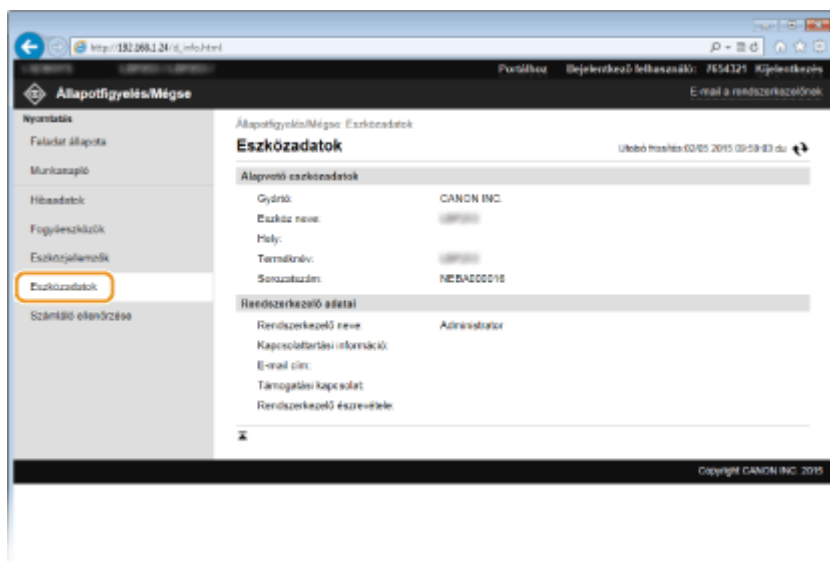 http://192.168.1.24/d_info.html
Portálhoz Bejelentkező felhasználó: 7654321 Kijelentkezés
Állapotfigyelés/Mégse
E-mail a rendszerkezelőnek
Nyomtatás
Feladat állapota
Munkanapló
Hibaadatok
Fogyóeszközök
Eszközjellemzők
Eszközadatok
Számláló ellenőrzése
Állapotfigyelés/Mégse: Eszközadatok
Eszközadatok
Utolsó frissítés:02/05 2015 03:59:03 du
Alapvető eszközadatok
Gyártó: CANON INC.
Eszköz neve:
Hely:
Terméknév:
Sorozatszám: NEBA000016
Rendszerkezelő adatai
Rendszerkezelő neve: Administrator
Kapcsolattartási információ:
E-mail cím:
Támogatási kapcsolat:
Rendszerkezelő észrevétele:
Copyright CANON INC. 2015